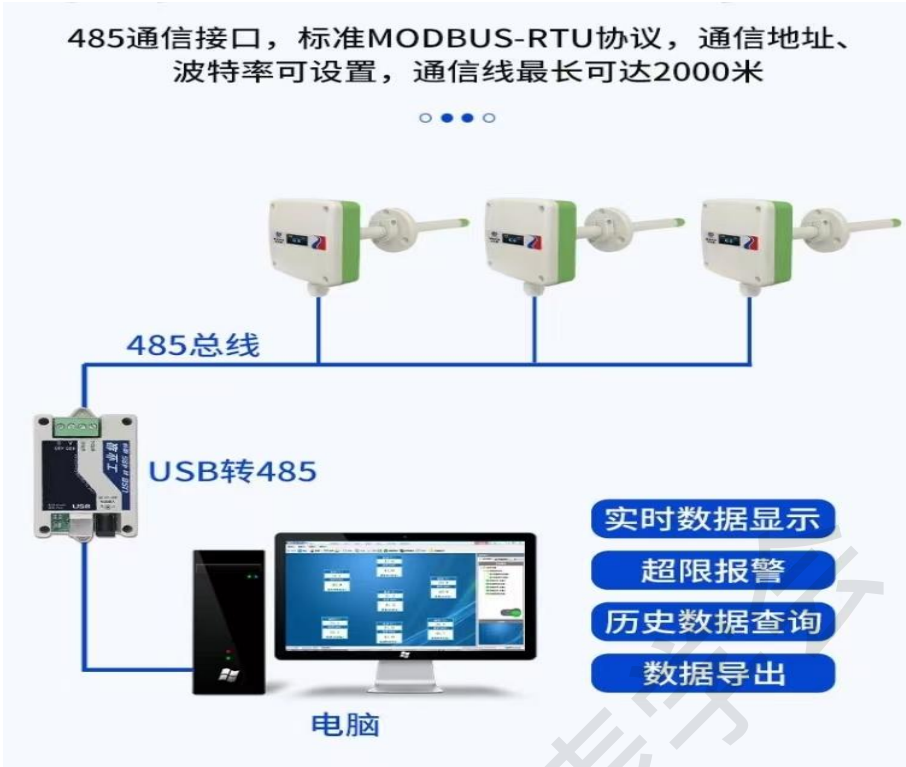 485通信接口，标准MODBUS-RTU协议，通信地址、
波特率可设置，通信线最长可达2000米
485总线
工业级
USB
USB转485
实时数据显示
超限报警
历史数据查询
数据导出
电脑